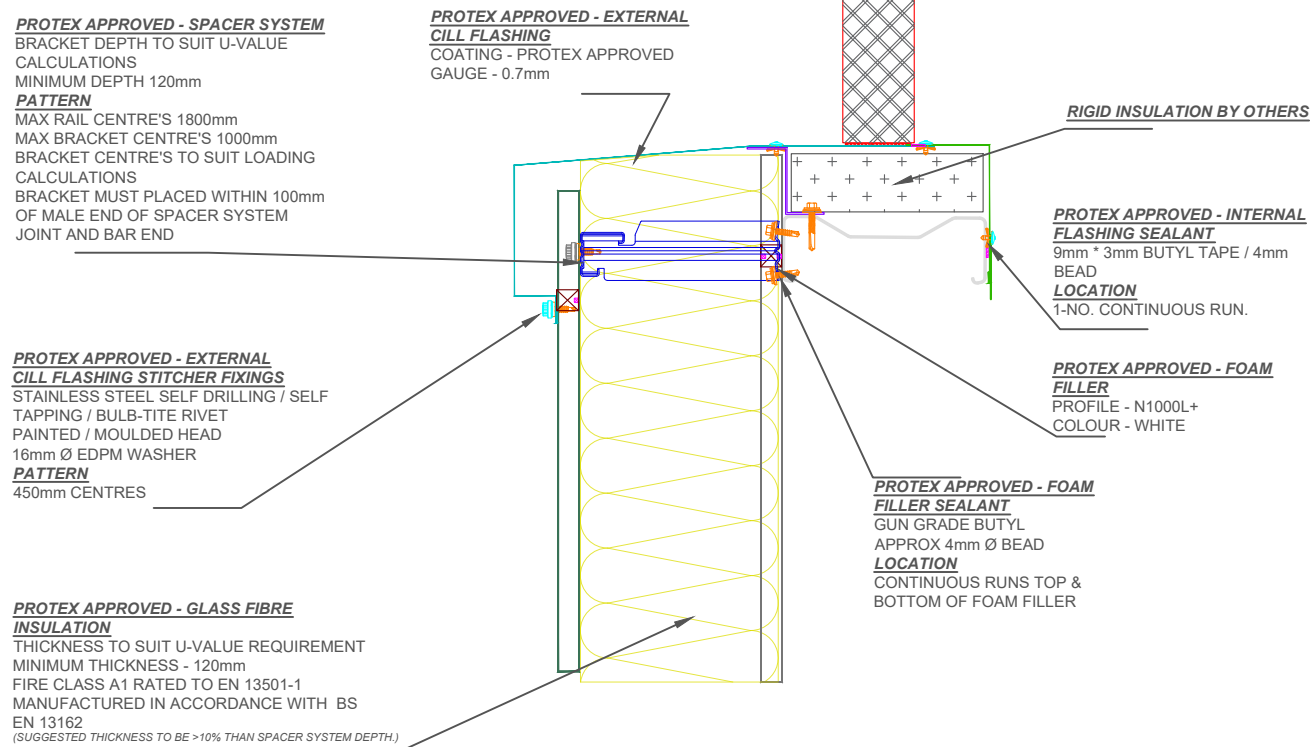 PROTEX APPROVED - SPACER SYSTEM
BRACKET DEPTH TO SUIT U-VALUE
CALCULATIONS
MINIMUM DEPTH 120mm
PATTERN
MAX RAIL CENTRE'S 1800mm
MAX BRACKET CENTRE'S 1000mm
BRACKET CENTRE'S TO SUIT LOADING
CALCULATIONS
BRACKET MUST PLACED WITHIN 100mm
OF MALE END OF SPACER SYSTEM
JOINT AND BAR END
PROTEX APPROVED - EXTERNAL
CILL FLASHING
COATING - PROTEX APPROVED
GAUGE - 0.7mm
RIGID INSULATION BY OTHERS
PROTEX APPROVED - INTERNAL
FLASHING SEALANT
9mm * 3mm BUTYL TAPE / 4mm
BEAD
LOCATION
1-NO. CONTINUOUS RUN.
PROTEX APPROVED - FOAM
FILLER
PROFILE - N1000L+
COLOUR - WHITE
PROTEX APPROVED - FOAM
FILLER SEALANT
GUN GRADE BUTYL
APPROX 4mm Ø BEAD
LOCATION
CONTINUOUS RUNS TOP &
BOTTOM OF FOAM FILLER
PROTEX APPROVED - EXTERNAL
CILL FLASHING STITCHER FIXINGS
STAINLESS STEEL SELF DRILLING / SELF
TAPPING / BULB-TITE RIVET
PAINTED / MOULDED HEAD
16mm Ø EDPM WASHER
PATTERN
450mm CENTRES
PROTEX APPROVED - GLASS FIBRE
INSULATION
THICKNESS TO SUIT U-VALUE REQUIREMENT
MINIMUM THICKNESS - 120mm
FIRE CLASS A1 RATED TO EN 13501-1
MANUFACTURED IN ACCORDANCE WITH BS
EN 13162
(SUGGESTED THICKNESS TO BE >10% THAN SPACER SYSTEM DEPTH.)